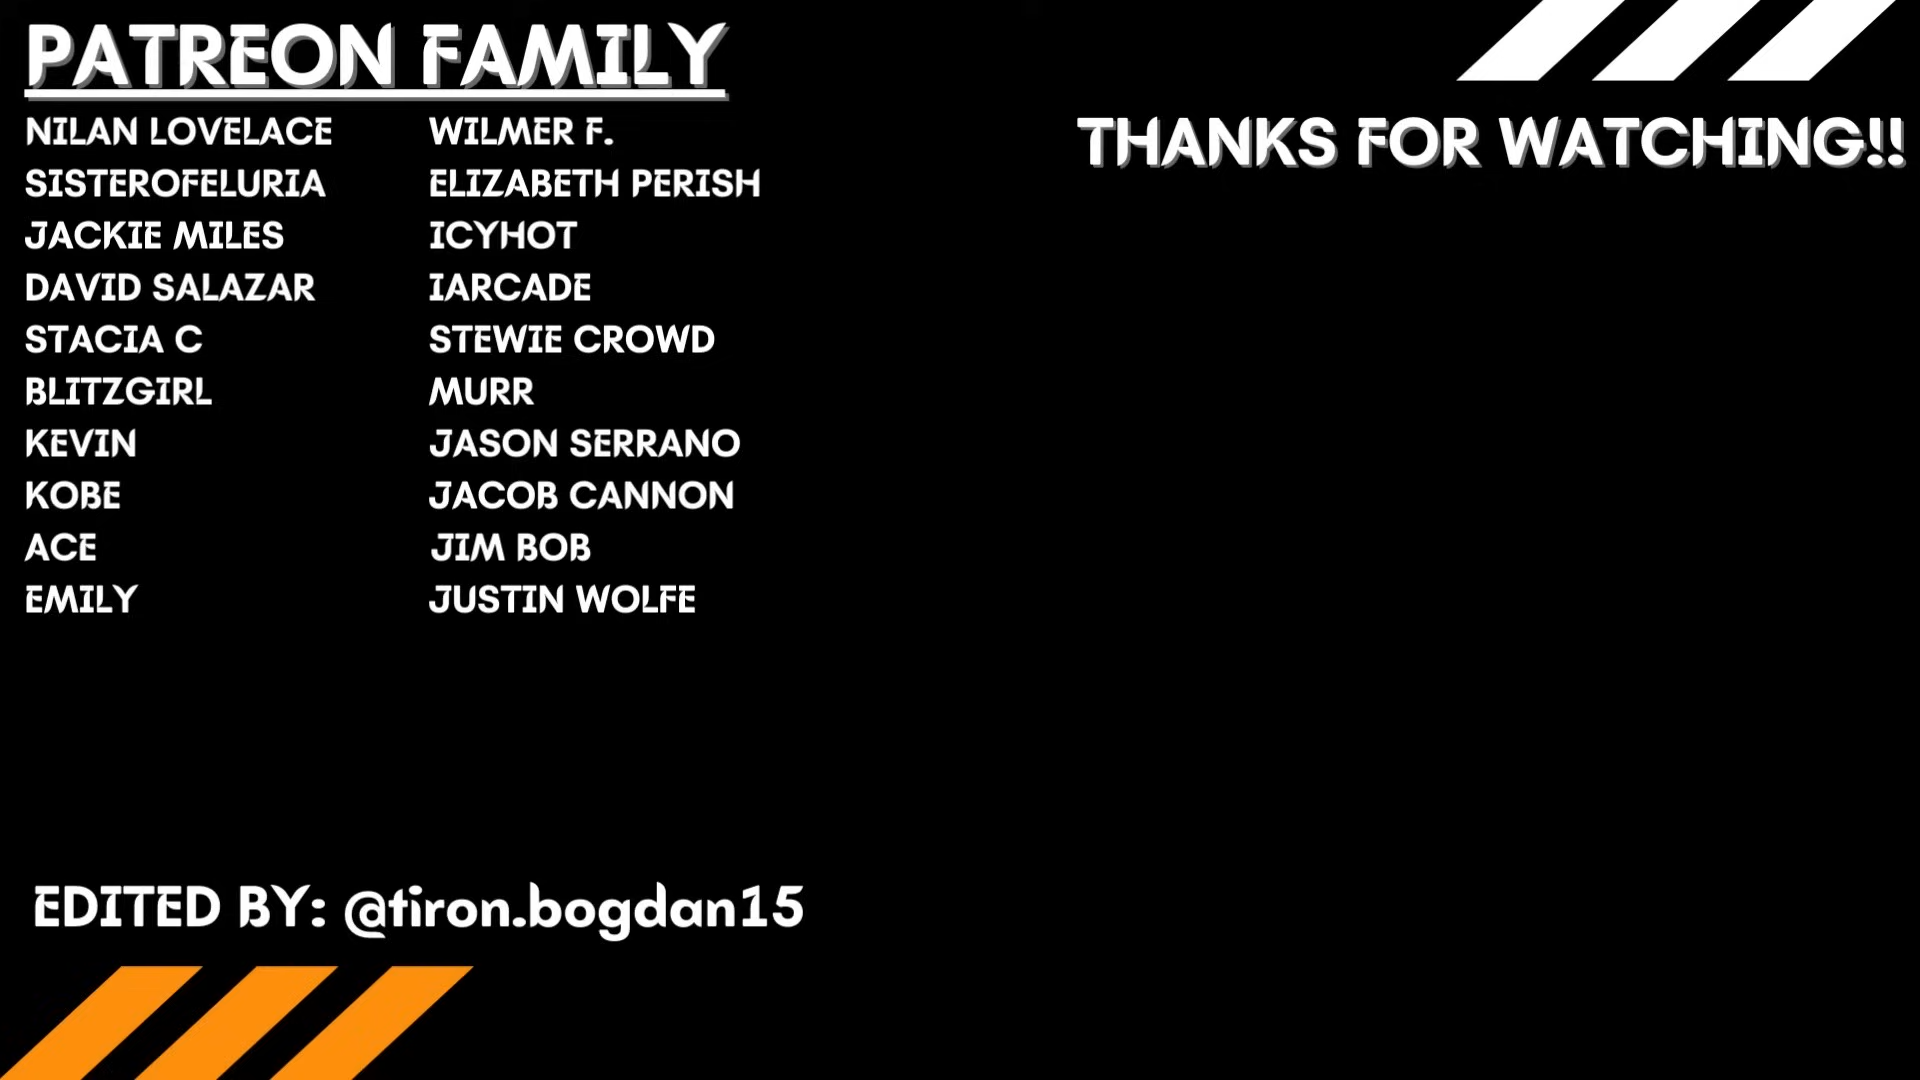 PATREON FAMILY
NILAN LOVELACE
SISTEROFELURIA
JACKIE MILES
DAVID SALAZAR
STACIA C
BLITZGIRL
KEVIN
KOBE
ACE
EMILY
WILMER F.
ELIZABETH PERISH
ICYHOT
IARCADE
STEWIE CROWD
MURR
JASON SERRANO
JACOB CANNON
JIM BOB
JUSTIN WOLFE
THANKS FOR WATCHING!!
EDITED BY: @tiron.bogdan15